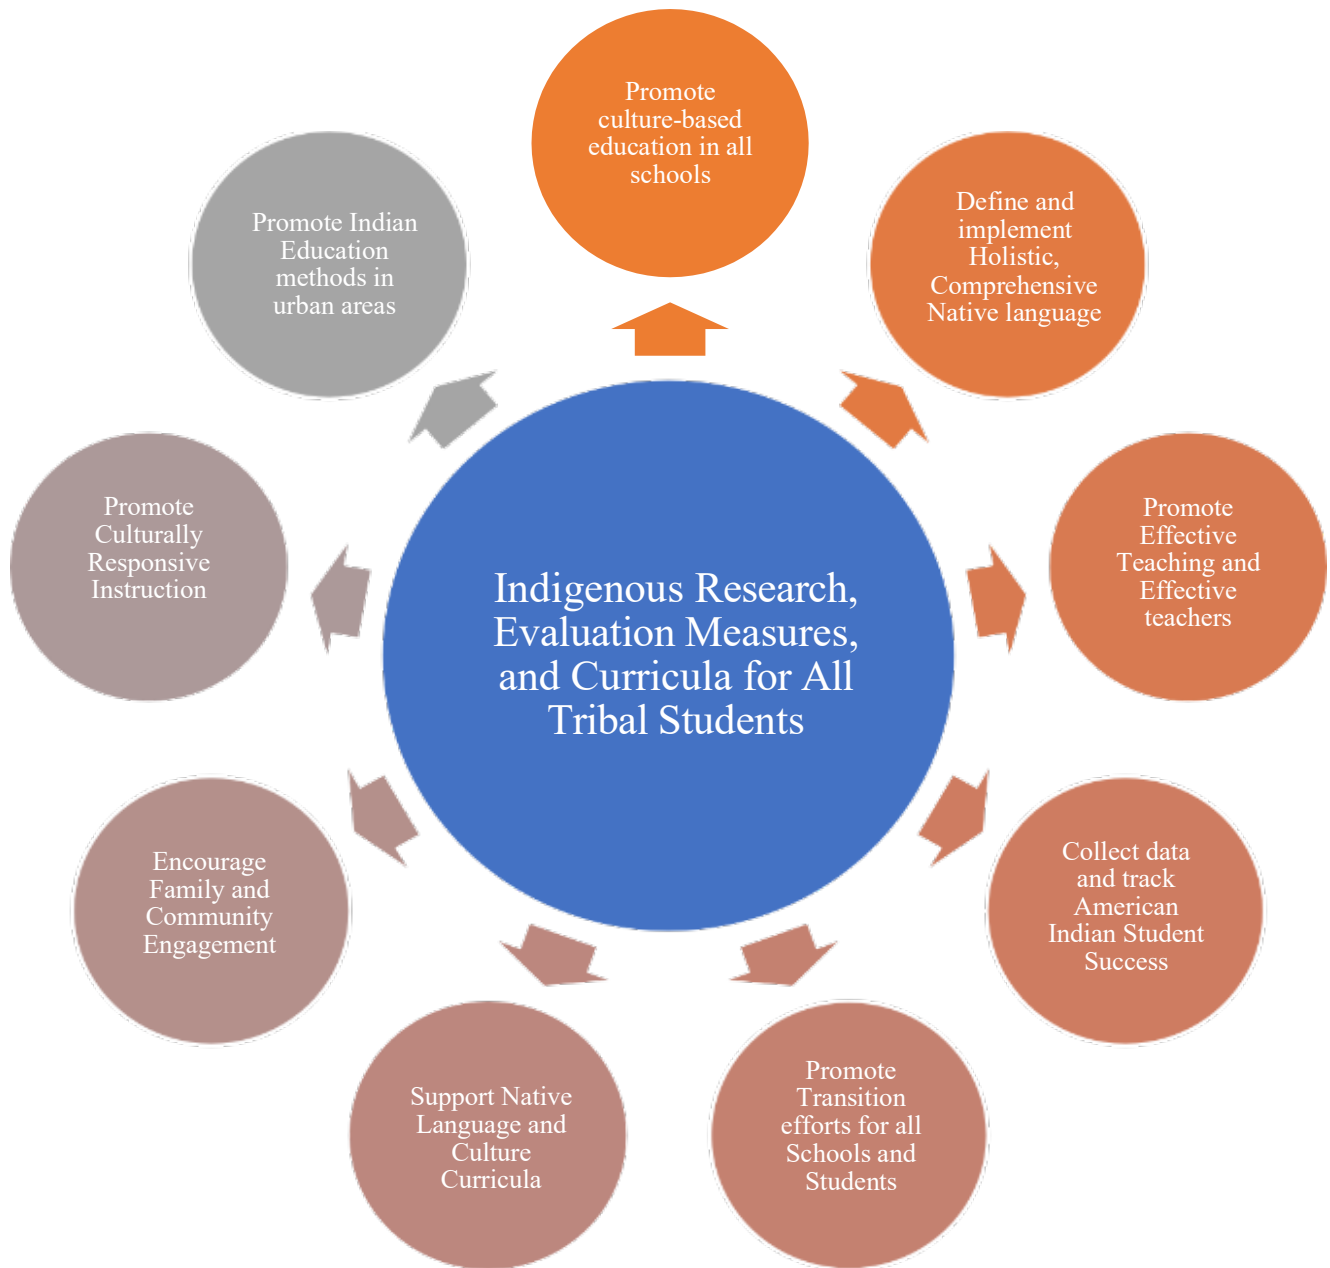 Promote
culture-based
education in all
schools
Define and
implement
Holistic,
Comprehensive
Native language
Promote
Effective
Teaching and
Effective
teachers
Collect data
and track
American
Indian Student
Success
Promote
Transition
efforts for all
Schools and
Students
Support Native
Language and
Culture
Curricula
Encourage
Family and
Community
Engagement
Promote
Culturally
Responsive
Instruction
Promote Indian
Education
methods in
urban areas
Indigenous Research,
Evaluation Measures,
and Curricula for All
Tribal Students